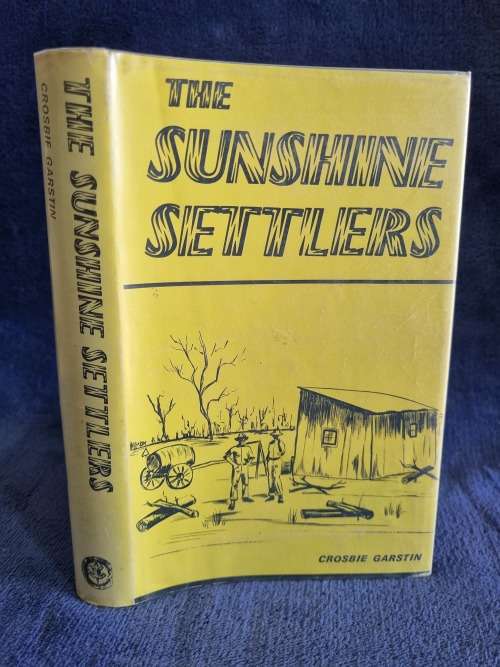 THE
SUNSHINE
SETTLERS
CROSBIE GARSTIN
CROSBIE GARSTIN
THE SUNSHINE SETTLERS